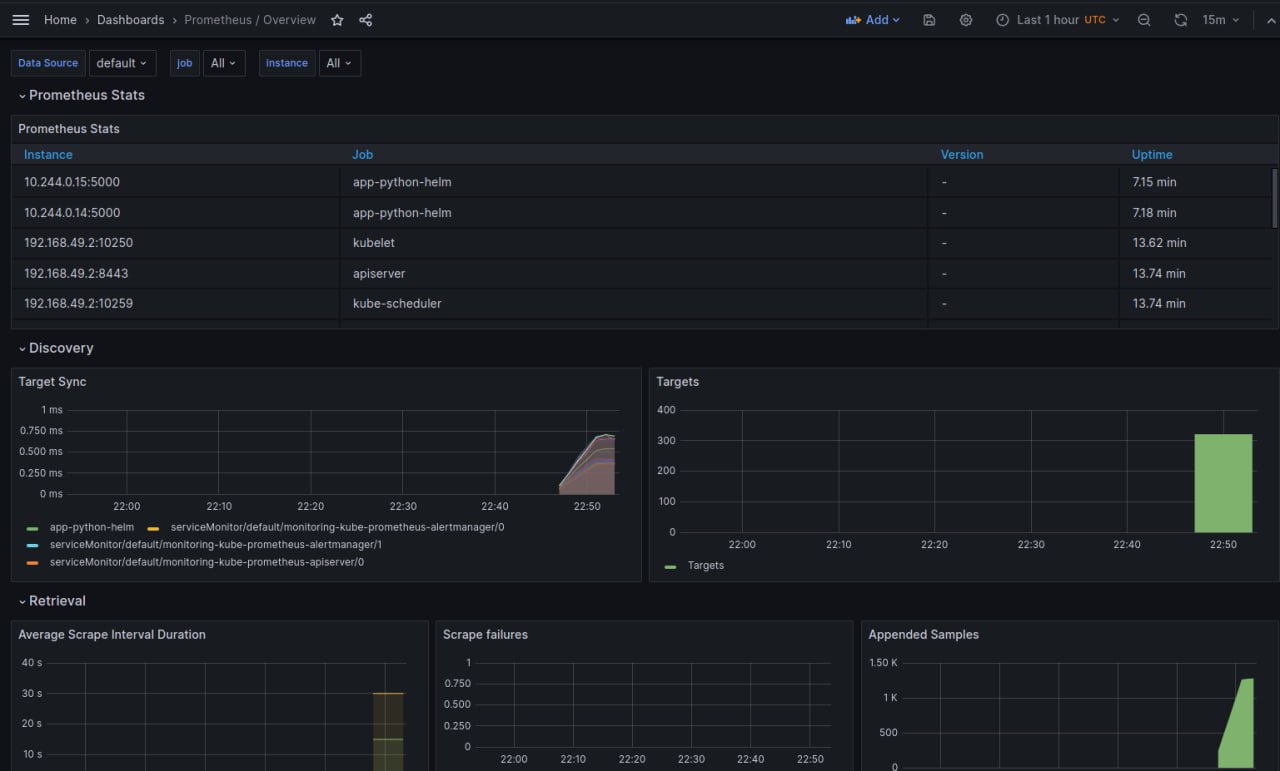 Home › Dashboards › Prometheus / Overview Add Last 1 hour UTC 15m
Data Source default job All instance All
Prometheus Stats
Prometheus Stats
Instance Job Version Uptime
10.244.0.15:5000 app-python-helm - 7.15 min
10.244.0.14:5000 app-python-helm - 7.18 min
192.168.49.2:10250 kubelet - 13.62 min
192.168.49.2:8443 apiserver - 13.74 min
192.168.49.2:10259 kube-scheduler - 13.74 min
Discovery
Target Sync
1 ms
0.750 ms
0.500 ms
0.250 ms
0 ms
22:00 22:10 22:20 22:30 22:40 22:50
app-python-helm serviceMonitor/default/monitoring-kube-prometheus-alertmanager/0
serviceMonitor/default/monitoring-kube-prometheus-alertmanager/1
serviceMonitor/default/monitoring-kube-prometheus-apiserver/0
Targets
400
300
200
100
0
22:00 22:10 22:20 22:30 22:40 22:50
Targets
Retrieval
Average Scrape Interval Duration
40 s
30 s
20 s
10 s
Scrape failures
1
0.750
0.500
0.250
0
22:00 22:10 22:20 22:30 22:40 22:50
Appended Samples
1.50 K
1 K
500
0